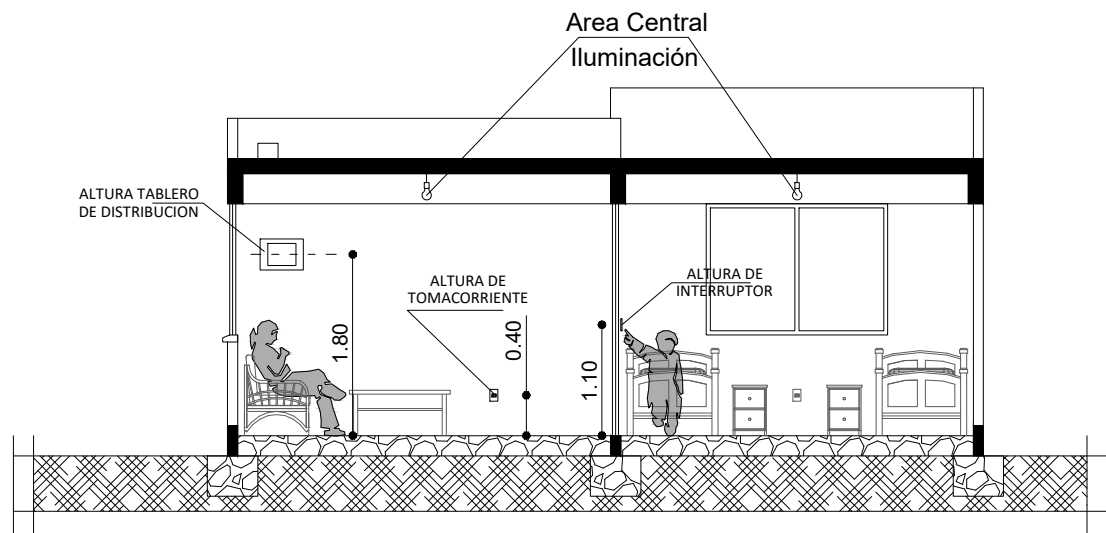 Area Central
Iluminación
ALTURA TABLERO
DE DISTRIBUCION
ALTURA DE
TOMACORRIENTE
ALTURA DE
INTERRUPTOR
1.80
0.40
1.10